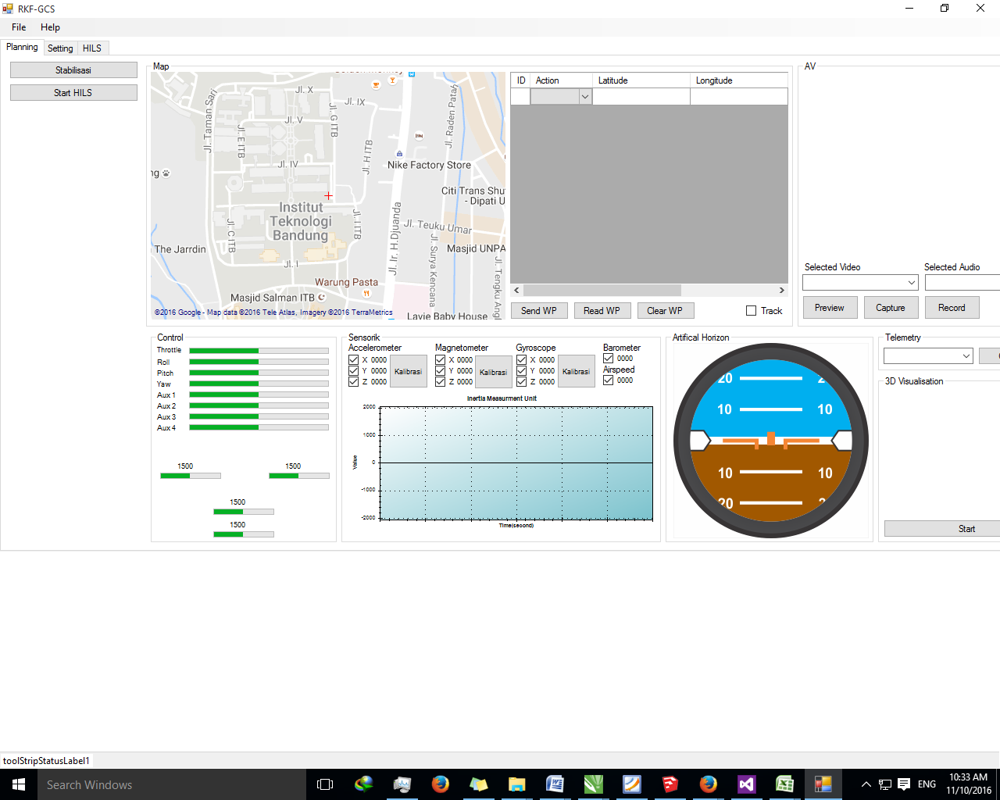 RKF-GCS
File Help
Planning Setting HILS
Stabilisasi
Start HILS
Map
Jl. Taman Sari
Jl. X
Jl. IX
Jl. V
Jl. G ITB
Jl. E ITB
Jl. IV
Jl. H ITB
Jl. Raden Patah
Nike Factory Store
Citi Trans Shu
- Dipati U
Institut
Teknologi
Bandung
Jl. C ITB
Jl. I ITB
Jl. Ir. H.Djuanda
Jl. Teuku Umar
Jl. Surya Kencana
Masjid UNPA
Jl. Tengku Ang
The Jarrdin
Jl. I
Warung Pasta
Masjid Salman ITB
Lavie Baby House
©2016 Google - Map data ©2016 Tele Atlas, Imagery ©2016 TerraMetrics
ID Action Latitude Longitude
Send WP Read WP Clear WP Track
AV
Selected Video Selected Audio
Preview Capture Record
Control
Throttle
Roll
Pitch
Yaw
Aux 1
Aux 2
Aux 3
Aux 4
1500 1500
1500
1500
Sensorik
Accelerometer Magnetometer Gyroscope Barometer
X 0000 X 0000 X 0000 0000
Y 0000 Kalibrasi Y 0000 Kalibrasi Y 0000 Kalibrasi Airspeed
Z 0000 Z 0000 Z 0000 0000
Inertia Measurment Unit
2000
1000
0
-1000
-2000
Value
Time(second)
Artifical Horizon
20 2
10 10
10 10
20 2
Telemetry
3D Visualisation
Start
toolStripStatusLabel1
Search Windows
ENG
10:33 AM
11/10/2016